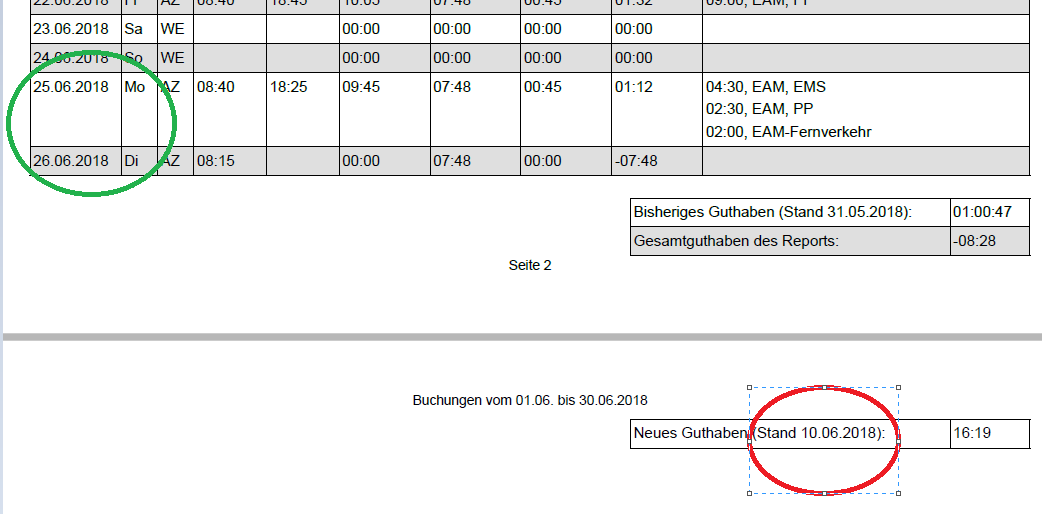 22.06.2018 Fr AZ 08:40 18:45 10:05 07:48 00:45 01:32 09:00, EAM, PP
23.06.2018 Sa WE 00:00 00:00 00:00 00:00
24.06.2018 So WE 00:00 00:00 00:00 00:00
25.06.2018 Mo AZ 08:40 18:25 09:45 07:48 00:45 01:12 04:30, EAM, EMS
02:30, EAM, PP
02:00, EAM-Fernverkehr
26.06.2018 Di AZ 08:15 00:00 07:48 00:00 -07:48
Bisheriges Guthaben (Stand 31.05.2018): 01:00:47
Gesamtguthaben des Reports: -08:28
Seite 2
Buchungen vom 01.06. bis 30.06.2018
Neues Guthaben (Stand 10.06.2018): 16:19